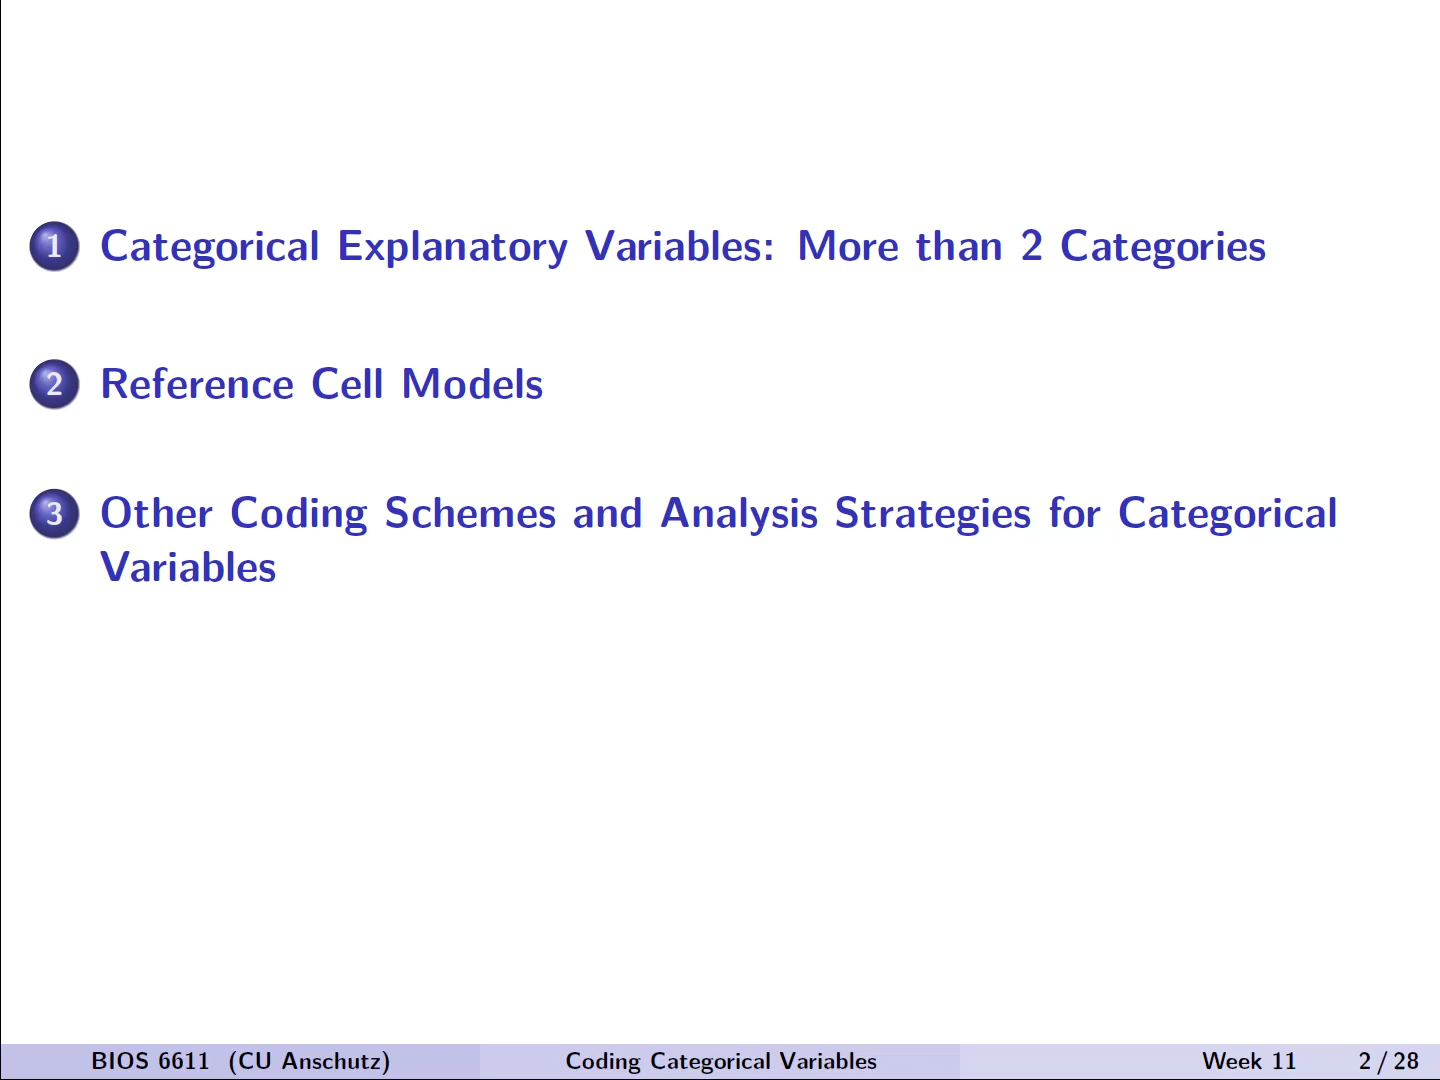 1 Categorical Explanatory Variables: More than 2 Categories
2 Reference Cell Models
3 Other Coding Schemes and Analysis Strategies for Categorical
Variables
BIOS 6611 (CU Anschutz) Coding Categorical Variables Week 11 2 / 28